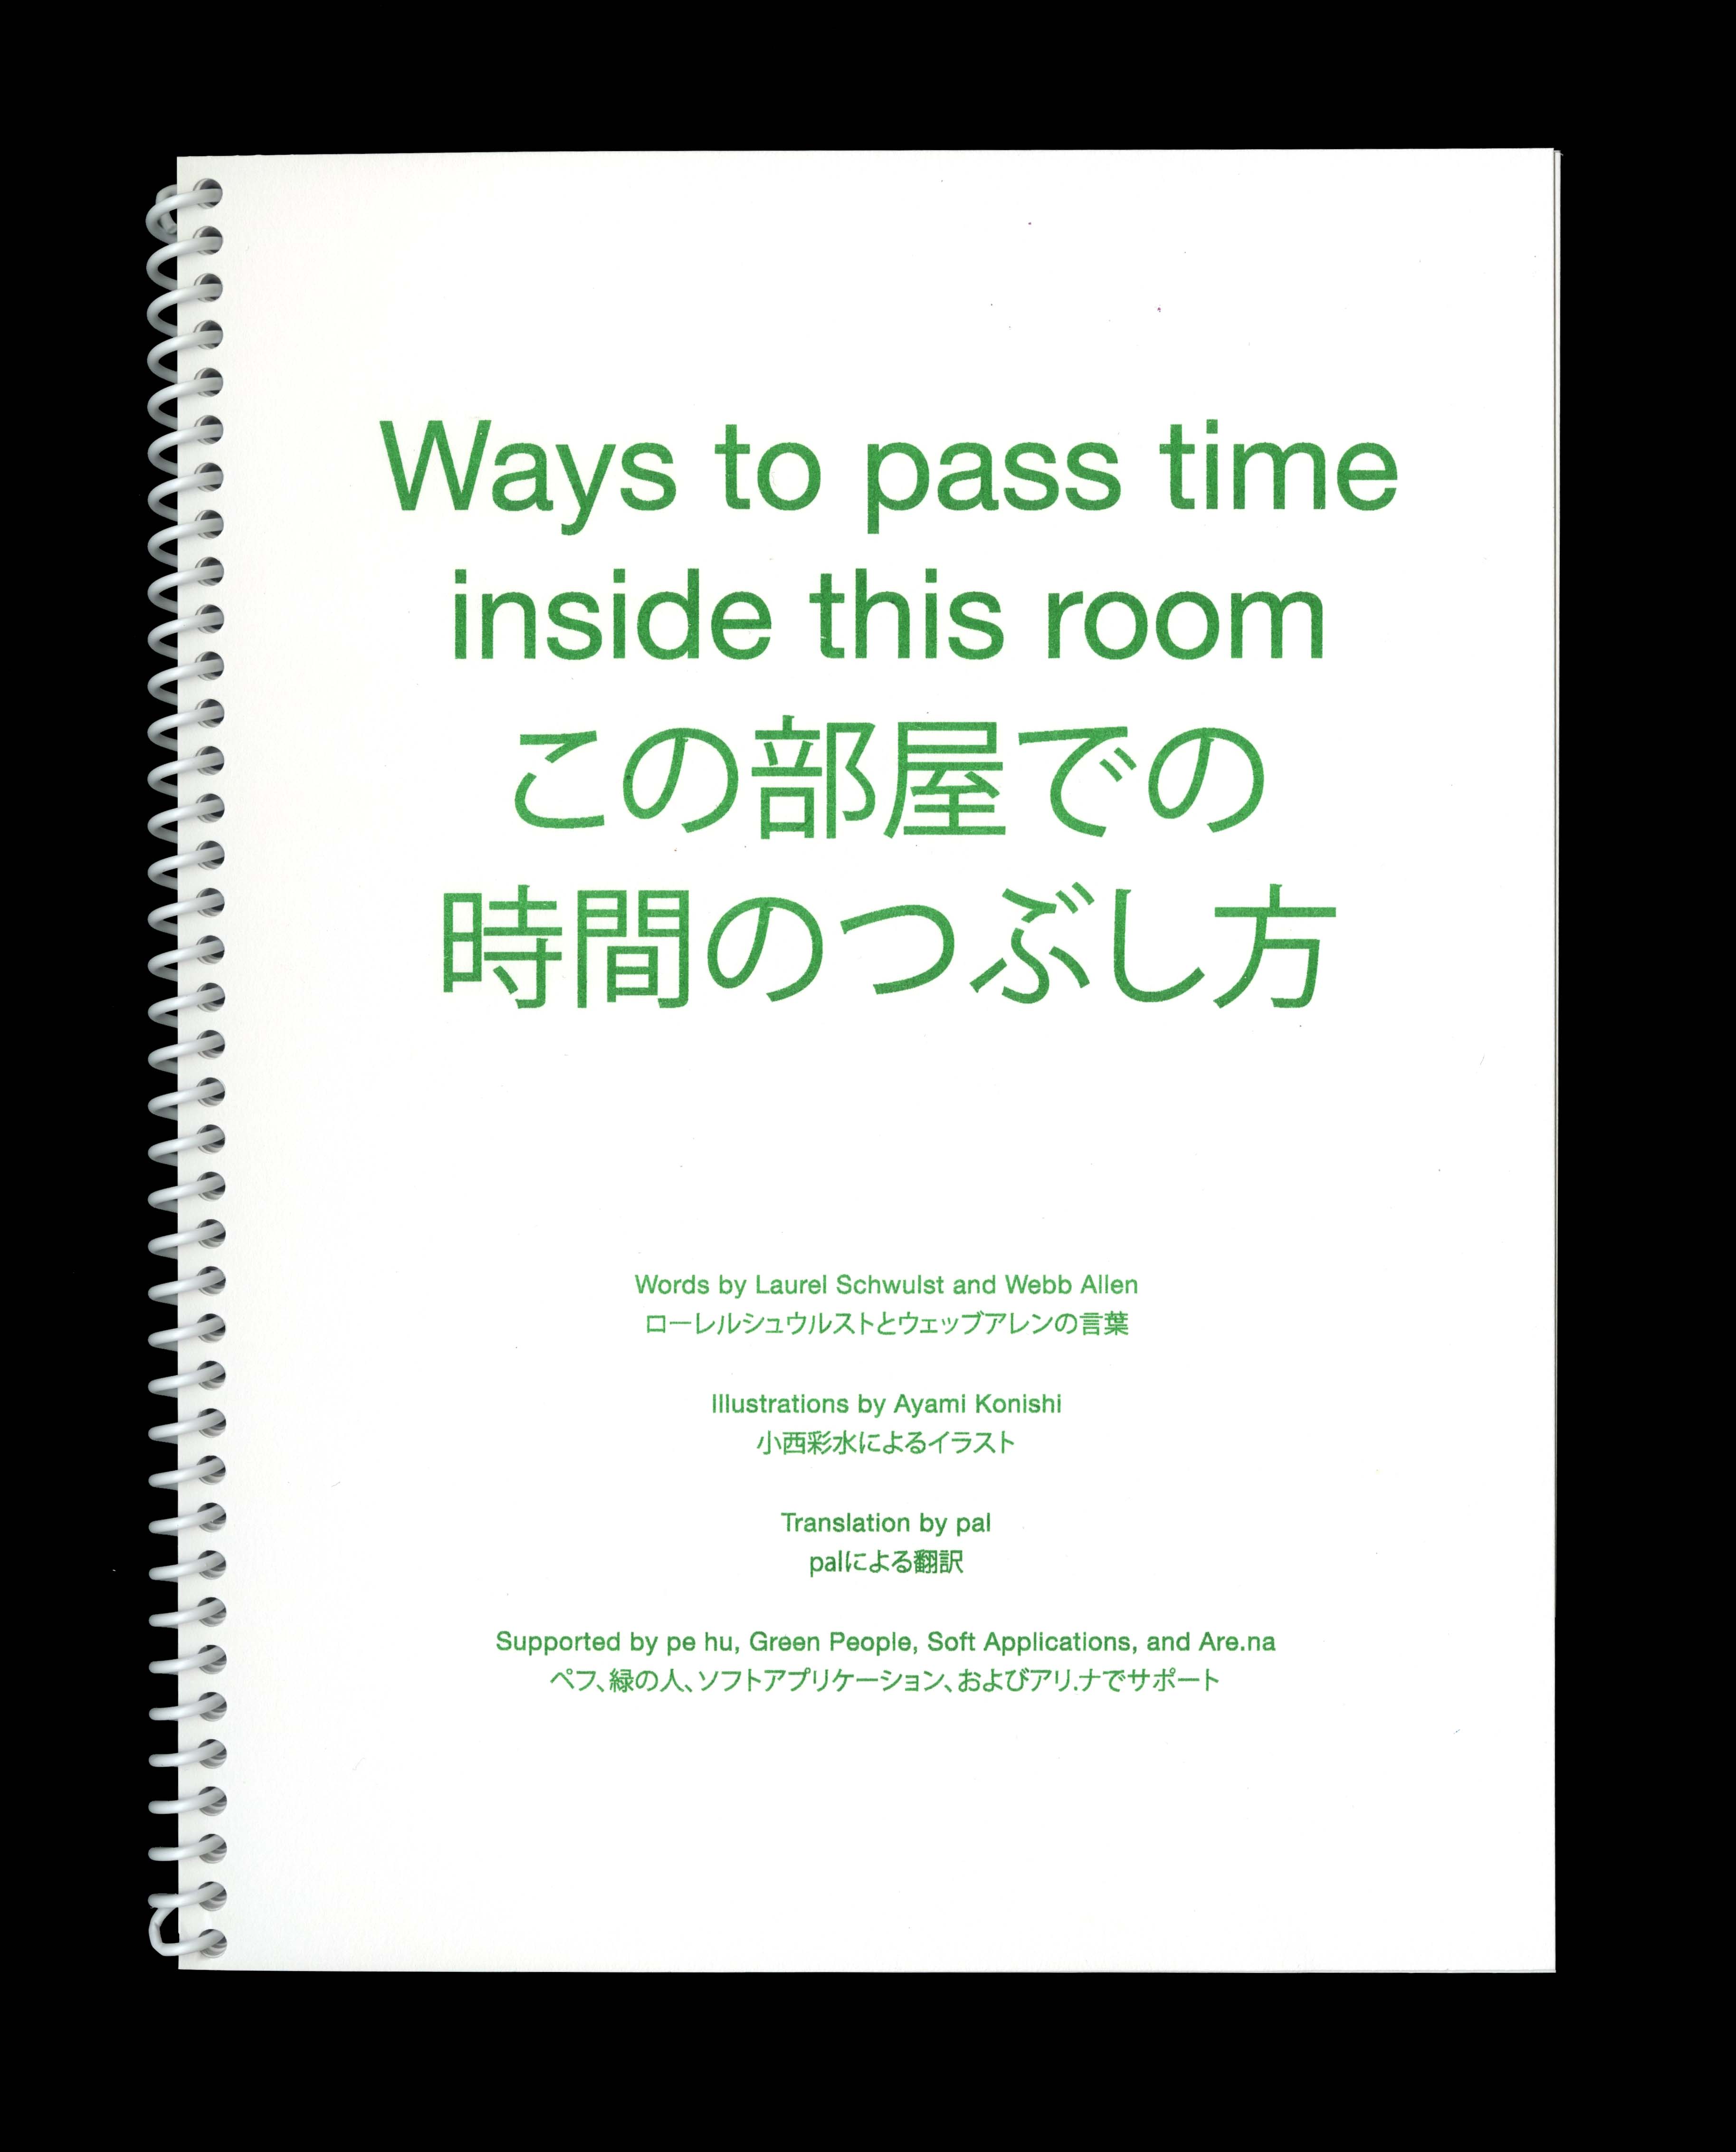 Ways to pass time
inside this room
この部屋での
時間のつぶし方
Words by Laurel Schwulst and Webb Allen
ローレルシュウルストとウェッブアレンの言葉
Illustrations by Ayami Konishi
小西彩水によるイラスト
Translation by pal
palによる翻訳
Supported by pe hu, Green People, Soft Applications, and Are.na
ペフ、緑の人、ソフトアプリケーション、およびアリ.ナでサポート